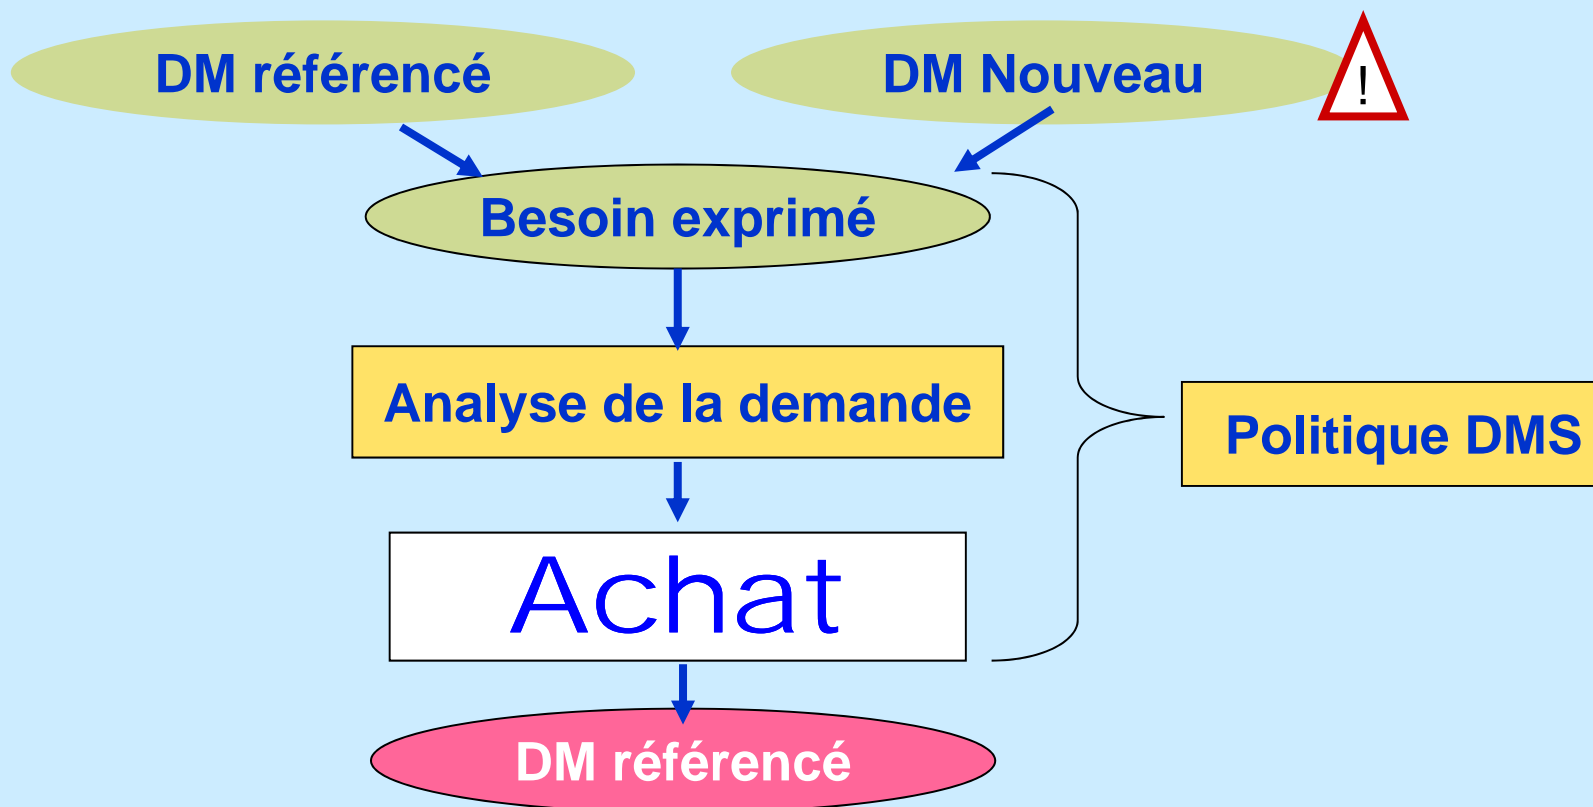 DM référencé
DM Nouveau
!
Besoin exprimé
Analyse de la demande
Politique DMS
Achat
DM référencé